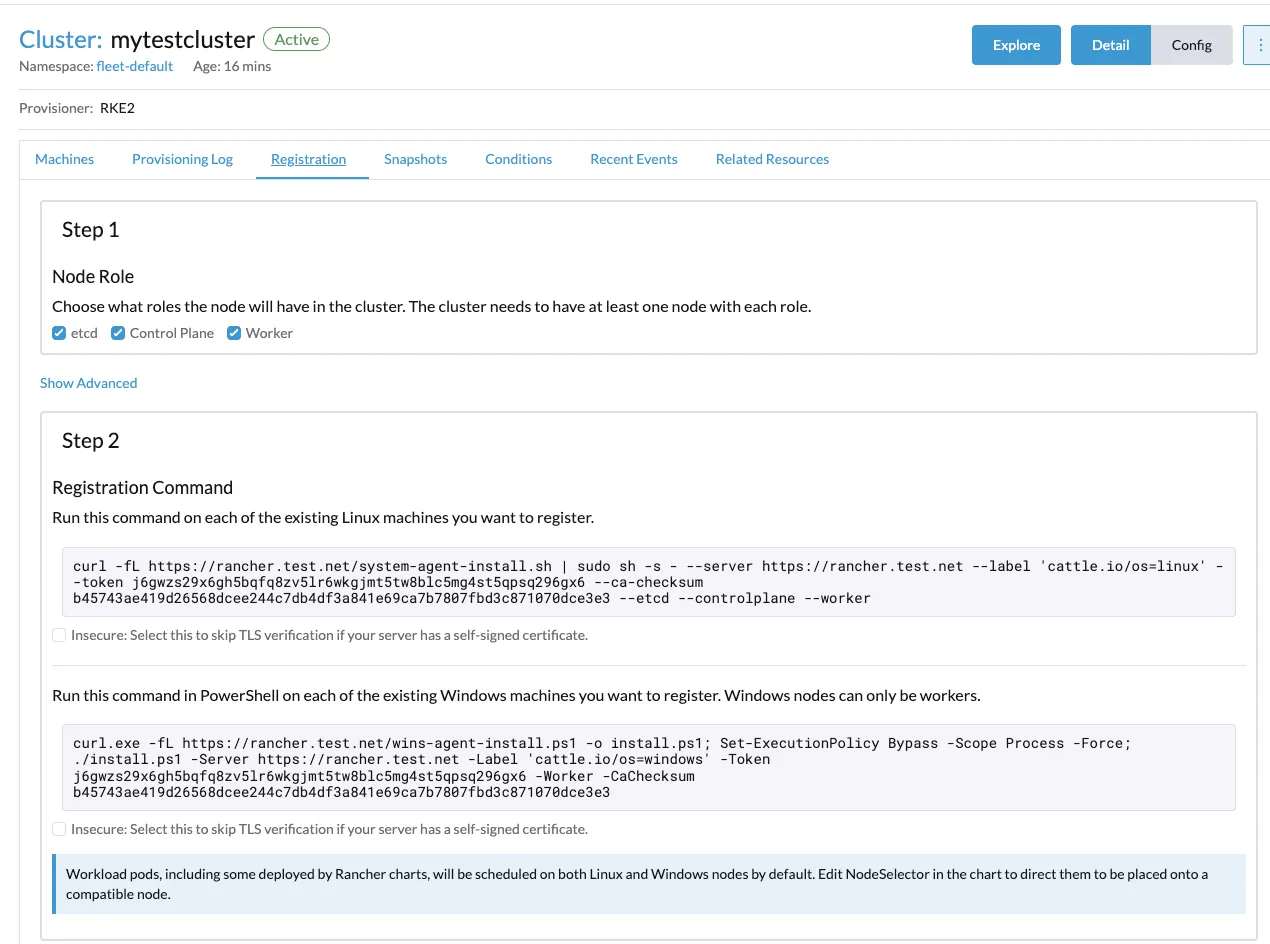 Cluster: mytestcluster Active
Explore Detail Config
Namespace: fleet-default Age: 16 mins
Provisioner: RKE2
Machines Provisioning Log Registration Snapshots Conditions Recent Events Related Resources
Step 1
Node Role
Choose what roles the node will have in the cluster. The cluster needs to have at least one node with each role.
etcd Control Plane Worker
Show Advanced
Step 2
Registration Command
Run this command on each of the existing Linux machines you want to register.
curl -fL https://rancher.test.net/system-agent-install.sh | sudo sh -s - --server https://rancher.test.net --label 'cattle.io/os=linux' -
-token j6gwzs29x6gh5bqfq8zv5lr6wkgjmt5tw8blc5mg4st5qpsq296gx6 --ca-checksum
b45743ae419d26568dcee244c7db4df3a841e69ca7b7807fbd3c871070dce3e3 --etcd --controlplane --worker
Insecure: Select this to skip TLS verification if your server has a self-signed certificate.
Run this command in PowerShell on each of the existing Windows machines you want to register. Windows nodes can only be workers.
curl.exe -fL https://rancher.test.net/wins-agent-install.ps1 -o install.ps1; Set-ExecutionPolicy Bypass -Scope Process -Force;
./install.ps1 -Server https://rancher.test.net -Label 'cattle.io/os=windows' -Token
j6gwzs29x6gh5bqfq8zv5lr6wkgjmt5tw8blc5mg4st5qpsq296gx6 -Worker -CaChecksum
b45743ae419d26568dcee244c7db4df3a841e69ca7b7807fbd3c871070dce3e3
Insecure: Select this to skip TLS verification if your server has a self-signed certificate.
Workload pods, including some deployed by Rancher charts, will be scheduled on both Linux and Windows nodes by default. Edit NodeSelector in the chart to direct them to be placed onto a
compatible node.